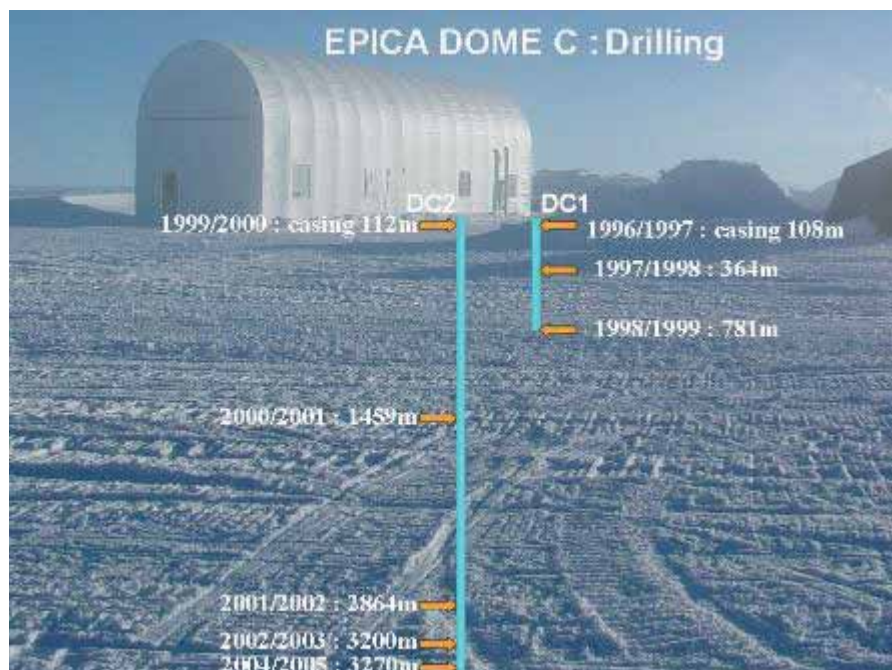 EPICA DOME C : Drilling
DC2
DC1
1999/2000 : casing 112m
1996/1997 : casing 108m
1997/1998 : 364m
1998/1999 : 781m
2000/2001 : 1459m
2001/2002 : 2864m
2002/2003 : 3200m
2004/2005 : 3270m